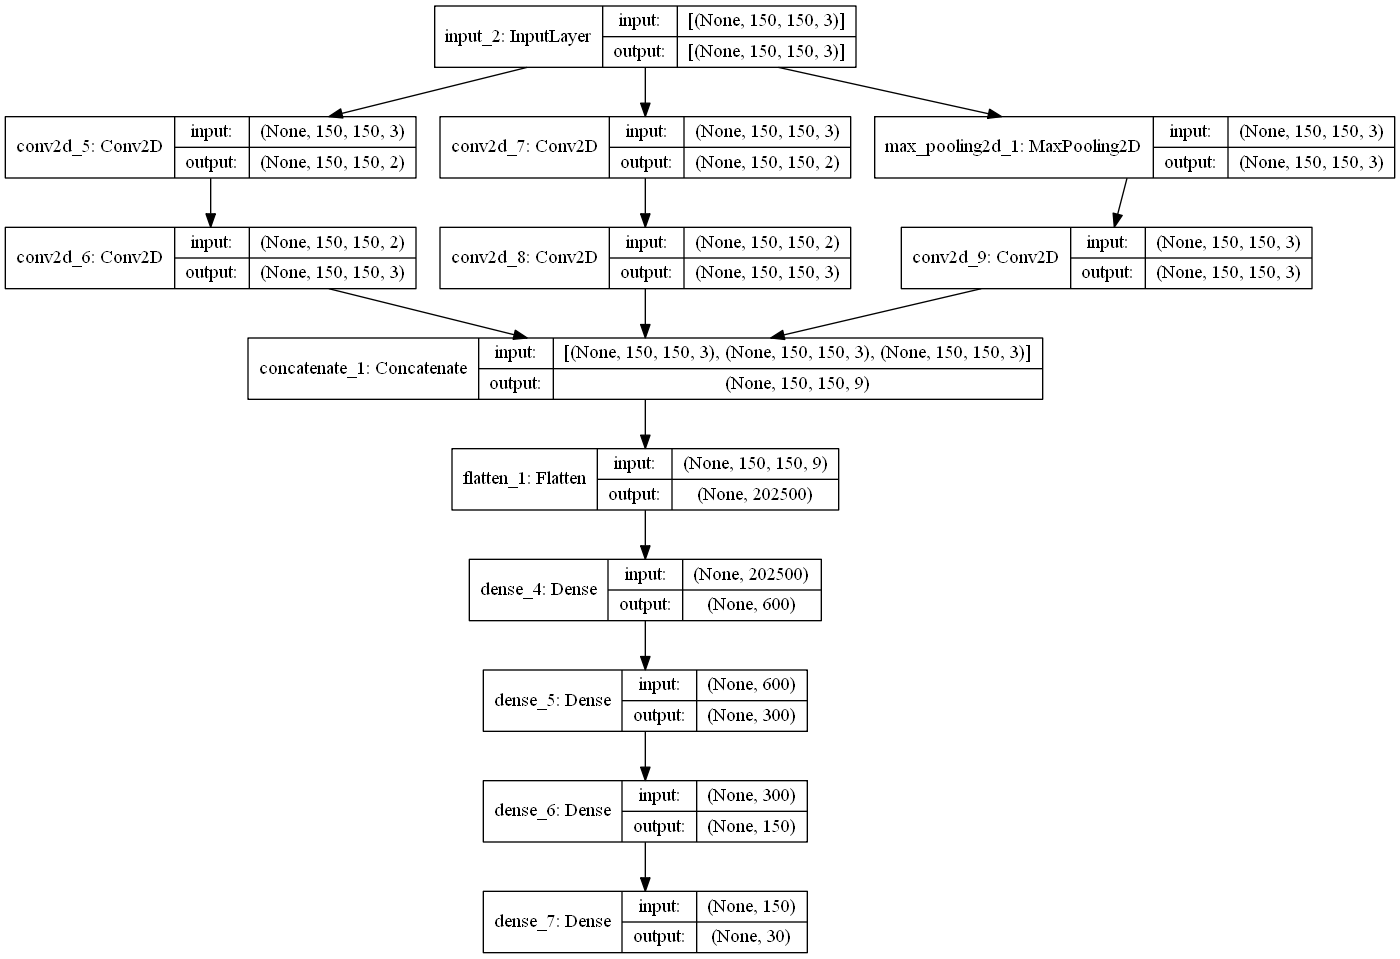 input_2: InputLayer
input: [(None, 150, 150, 3)]
output: [(None, 150, 150, 3)]
conv2d_5: Conv2D
input: (None, 150, 150, 3)
output: (None, 150, 150, 2)
conv2d_7: Conv2D
input: (None, 150, 150, 3)
output: (None, 150, 150, 2)
max_pooling2d_1: MaxPooling2D
input: (None, 150, 150, 3)
output: (None, 150, 150, 3)
conv2d_6: Conv2D
input: (None, 150, 150, 2)
output: (None, 150, 150, 3)
conv2d_8: Conv2D
input: (None, 150, 150, 2)
output: (None, 150, 150, 3)
conv2d_9: Conv2D
input: (None, 150, 150, 3)
output: (None, 150, 150, 3)
concatenate_1: Concatenate
input: [(None, 150, 150, 3), (None, 150, 150, 3), (None, 150, 150, 3)]
output: (None, 150, 150, 9)
flatten_1: Flatten
input: (None, 150, 150, 9)
output: (None, 202500)
dense_4: Dense
input: (None, 202500)
output: (None, 600)
dense_5: Dense
input: (None, 600)
output: (None, 300)
dense_6: Dense
input: (None, 300)
output: (None, 150)
dense_7: Dense
input: (None, 150)
output: (None, 30)